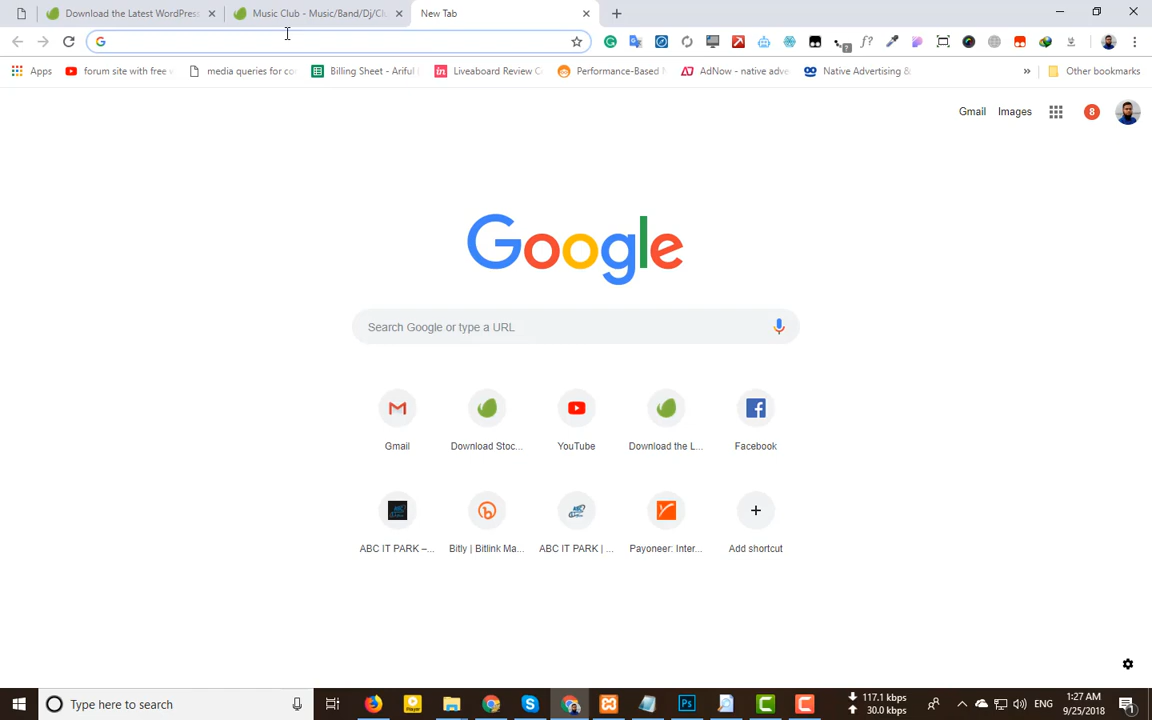 Download the Latest WordPress
Music Club - Music/Band/Dj/Clu
New Tab
Apps
forum site with free
media queries for co
Billing Sheet - Ariful
Liveaboard Review C
Performance-Based
AdNow - native adve
Native Advertising &
»
Other bookmarks
Gmail
Images
8
Google
Search Google or type a URL
Gmail
Download Stoc...
YouTube
Download the L...
Facebook
ABC IT PARK –...
Bitly | Bitlink Ma...
ABC IT PARK | ...
Payoneer: Inter...
Add shortcut
Type here to search
117.1 kbps
30.0 kbps
ENG
1:27 AM
9/25/2018